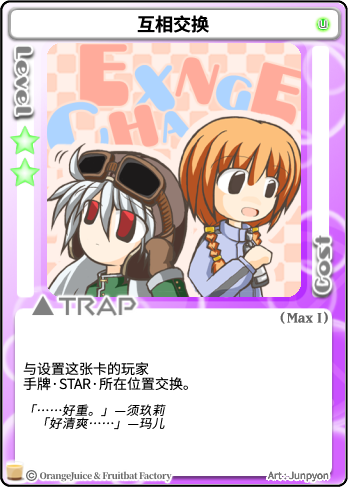 互相交换
U
Level
EXNGE
CHA
Cost
TRAP
(Max 1)
与设置这张卡的玩家
手牌·STAR·所在位置交换。
「……好重。」—须玖莉
「好清爽……」—玛儿
© OrangeJuice & Fruitbat Factory
Art：Junpyon